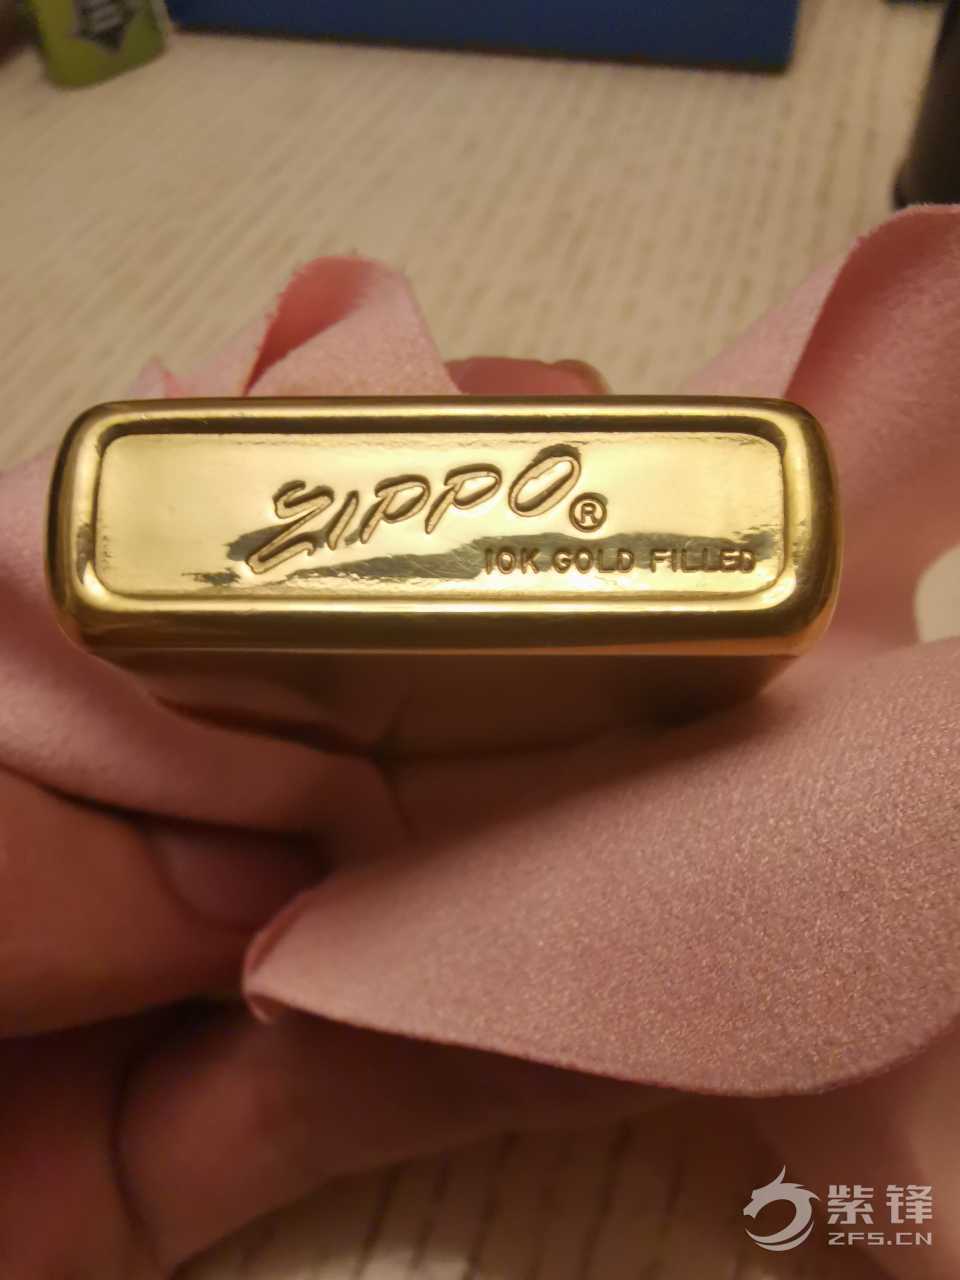 ZIPPO ®
10K GOLD FILLED
紫锋
ZFS.CN